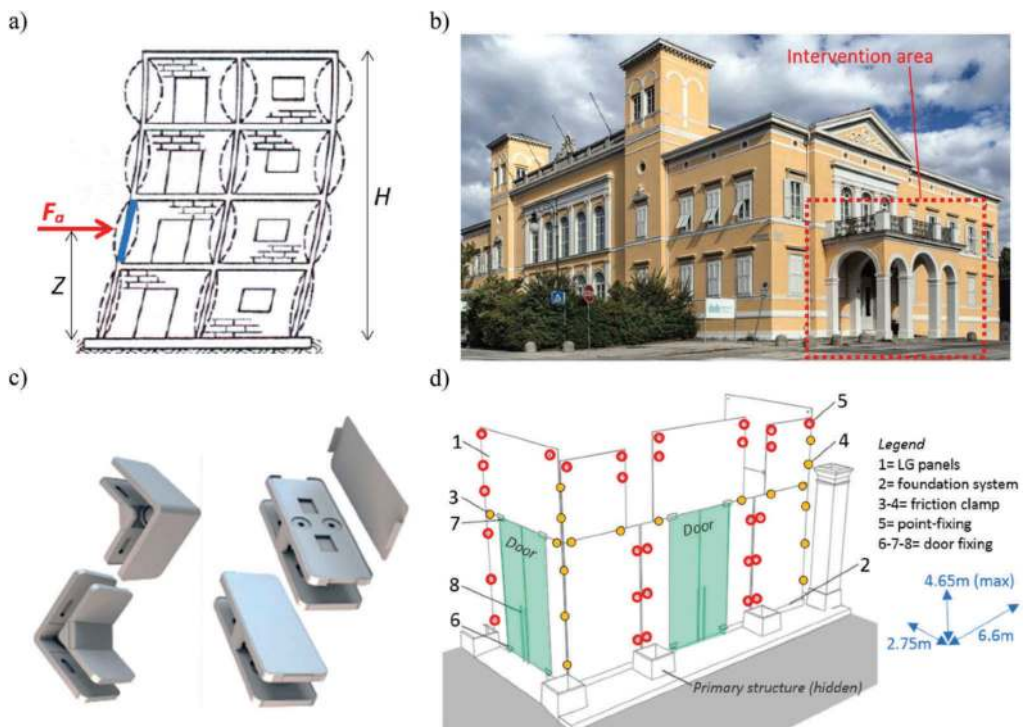 a)
Fa
Z
H
b)
Intervention area
c)
d)
1
3
7
8
6
5
4
2
Door
Door
Primary structure (hidden)
Legend
1= LG panels
2= foundation system
3-4= friction clamp
5= point-fixing
6-7-8= door fixing
4.65m (max)
2.75m
6.6m